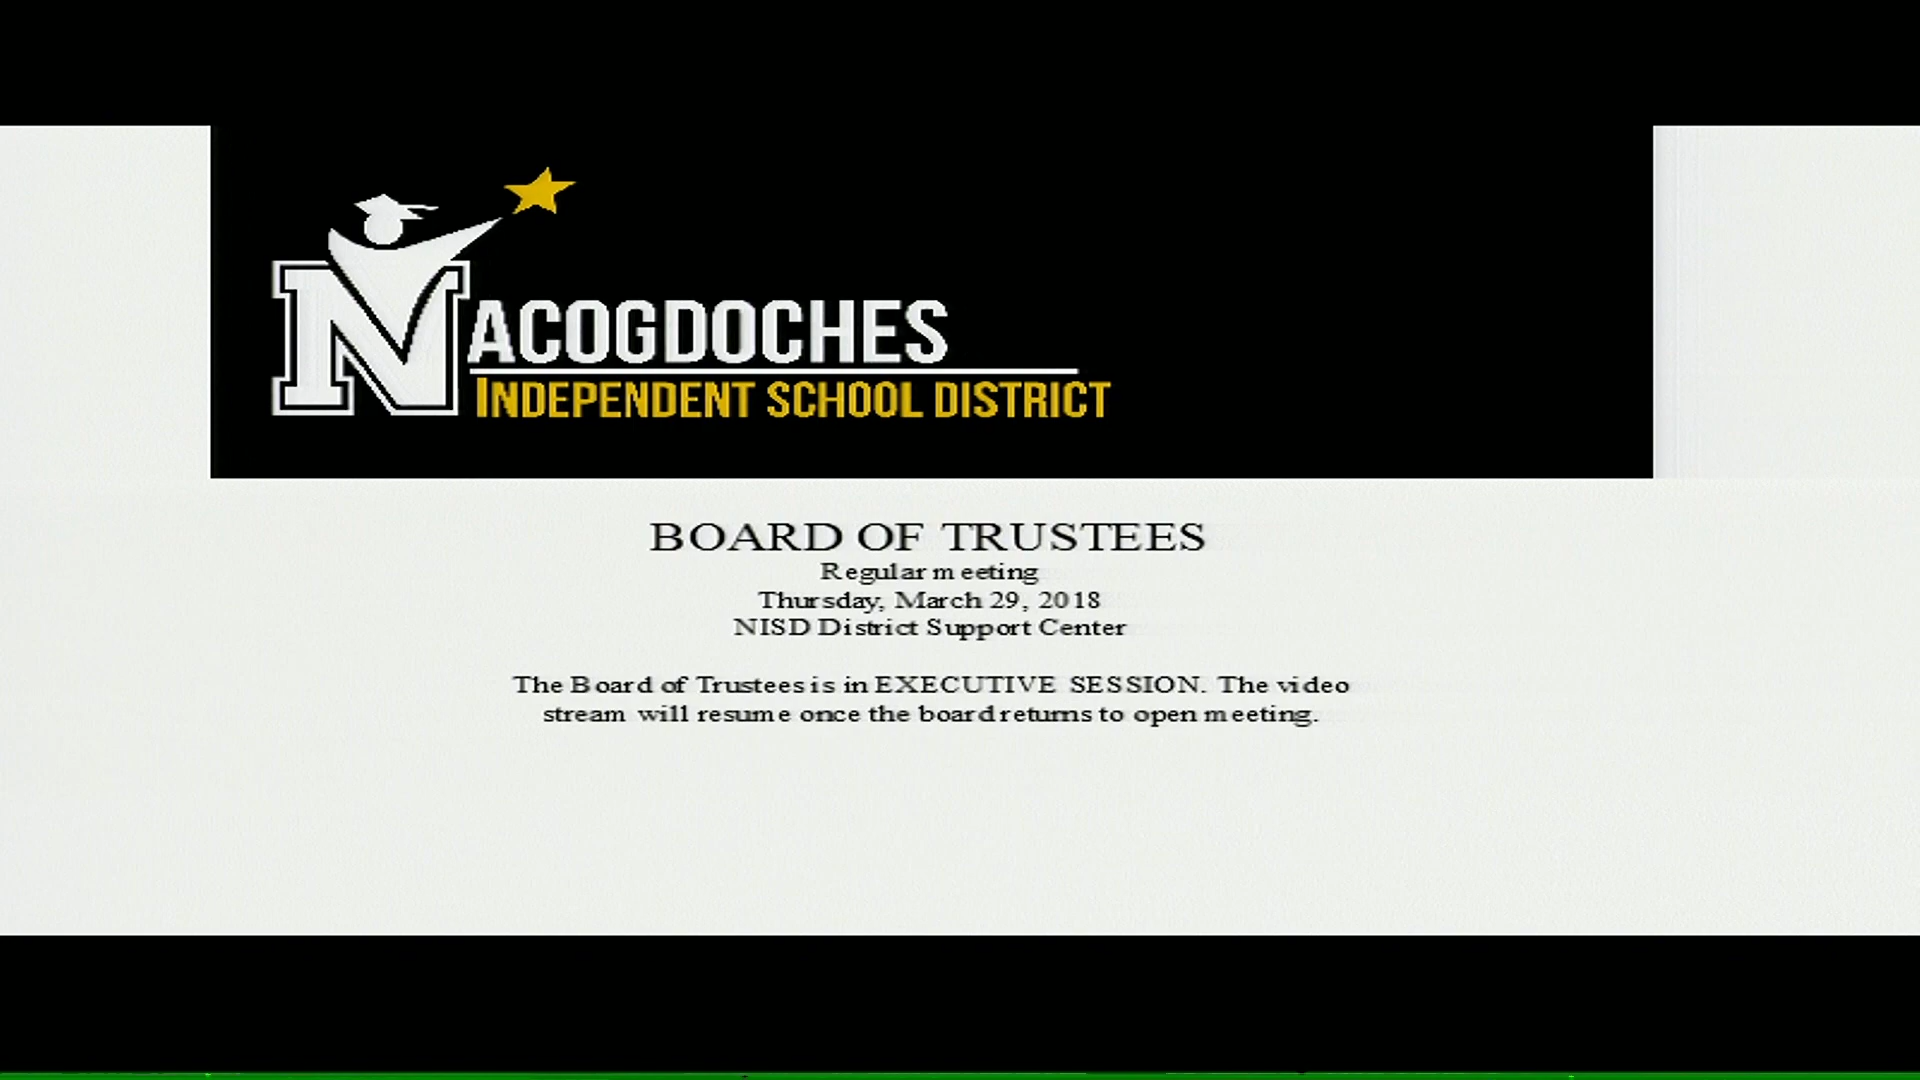 NACOGDOCHES
INDEPENDENT SCHOOL DISTRICT
BOARD OF TRUSTEES
Regular meeting
Thursday, March 29, 2018
NISD District Support Center
The Board of Trustees is in EXECUTIVE SESSION. The video
stream will resume once the board returns to open meeting.